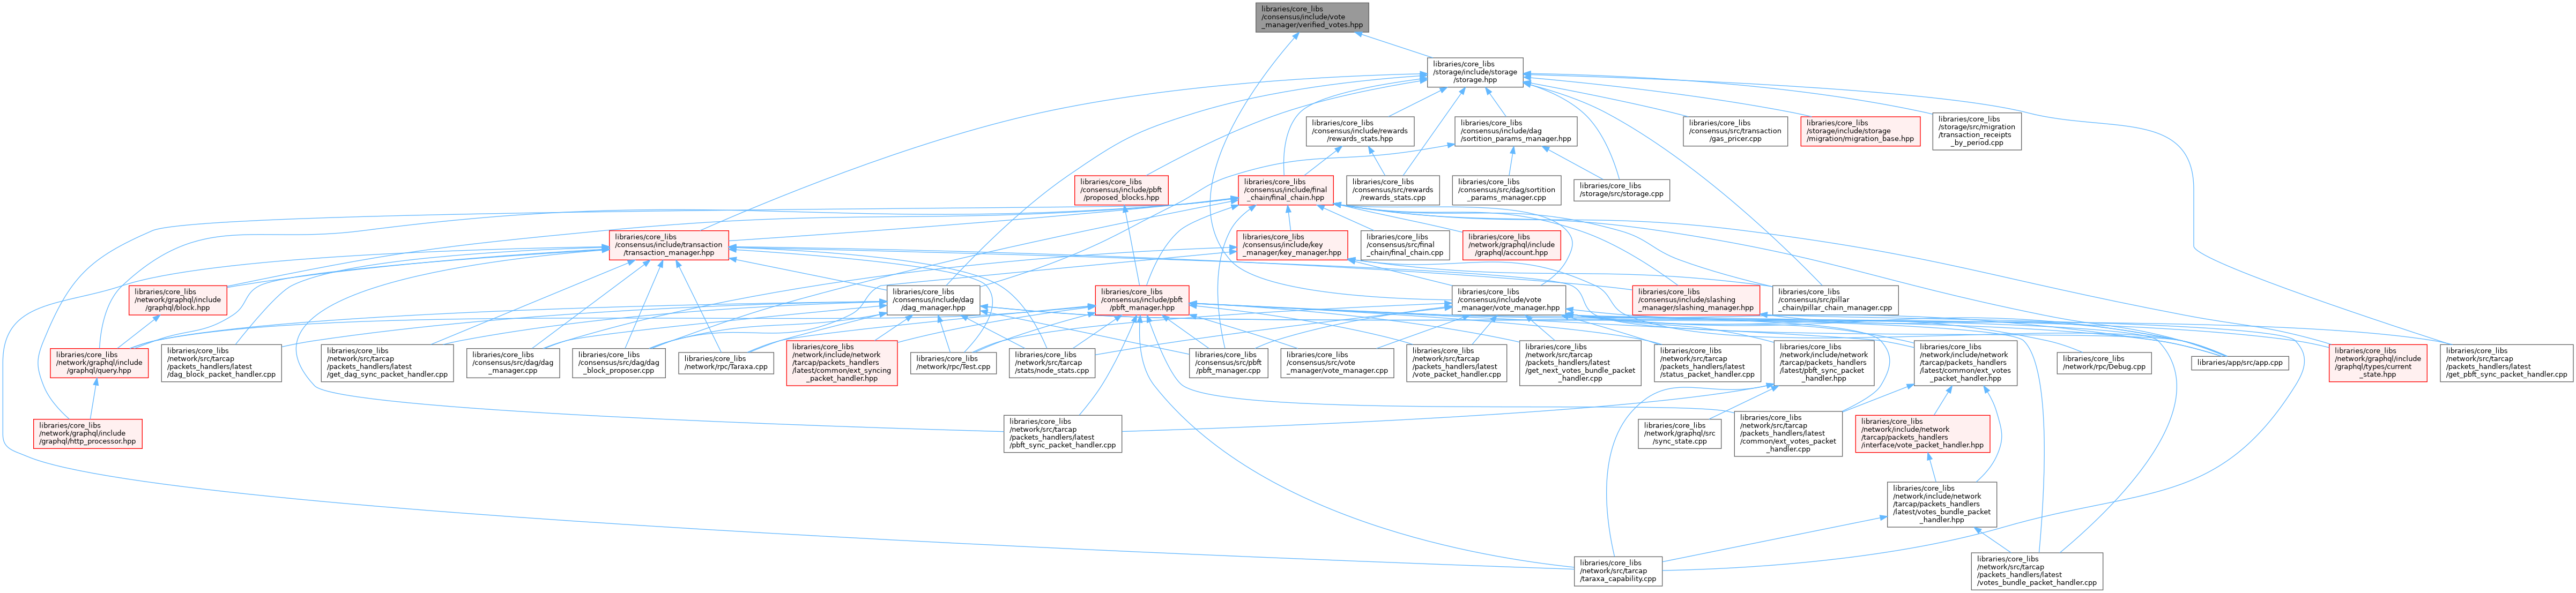 libraries/core_libs
/consensus/include/vote
_manager/verified_votes.hpp
libraries/core_libs
/storage/include/storage
/storage.hpp
libraries/core_libs
/consensus/include/rewards
/rewards_stats.hpp
libraries/core_libs
/consensus/include/dag
/sortition_params_manager.hpp
libraries/core_libs
/consensus/src/transaction
/gas_pricer.cpp
libraries/core_libs
/storage/include/storage
/migration/migration_base.hpp
libraries/core_libs
/storage/src/migration
/transaction_receipts
_by_period.cpp
libraries/core_libs
/consensus/include/pbft
/proposed_blocks.hpp
libraries/core_libs
/consensus/include/final
_chain/final_chain.hpp
libraries/core_libs
/consensus/src/rewards
/rewards_stats.cpp
libraries/core_libs
/consensus/src/dag/sortition
_params_manager.cpp
libraries/core_libs
/storage/src/storage.cpp
libraries/core_libs
/consensus/include/transaction
/transaction_manager.hpp
libraries/core_libs
/consensus/include/key
_manager/key_manager.hpp
libraries/core_libs
/consensus/src/final
_chain/final_chain.cpp
libraries/core_libs
/network/graphql/include
/graphql/account.hpp
libraries/core_libs
/network/graphql/include
/graphql/block.hpp
libraries/core_libs
/consensus/include/dag
/dag_manager.hpp
libraries/core_libs
/consensus/include/pbft
/pbft_manager.hpp
libraries/core_libs
/consensus/include/vote
_manager/vote_manager.hpp
libraries/core_libs
/consensus/include/slashing
_manager/slashing_manager.hpp
libraries/core_libs
/consensus/src/pillar
_chain/pillar_chain_manager.cpp
libraries/core_libs
/network/graphql/include
/graphql/query.hpp
libraries/core_libs
/network/src/tarcap
/packets_handlers/latest
/dag_block_packet_handler.cpp
libraries/core_libs
/network/src/tarcap
/packets_handlers/latest
/get_dag_sync_packet_handler.cpp
libraries/core_libs
/consensus/src/dag/dag
_manager.cpp
libraries/core_libs
/consensus/src/dag/dag
_block_proposer.cpp
libraries/core_libs
/network/rpc/Taraxa.cpp
libraries/core_libs
/network/include/network
/tarcap/packets_handlers
/latest/common/ext_syncing
_packet_handler.hpp
libraries/core_libs
/network/rpc/Test.cpp
libraries/core_libs
/network/src/tarcap
/stats/node_stats.cpp
libraries/core_libs
/consensus/src/pbft
/pbft_manager.cpp
libraries/core_libs
/consensus/src/vote
_manager/vote_manager.cpp
libraries/core_libs
/network/src/tarcap
/packets_handlers/latest
/vote_packet_handler.cpp
libraries/core_libs
/network/src/tarcap
/packets_handlers/latest
/get_next_votes_bundle_packet
_handler.cpp
libraries/core_libs
/network/src/tarcap
/packets_handlers/latest
/status_packet_handler.cpp
libraries/core_libs
/network/include/network
/tarcap/packets_handlers
/latest/pbft_sync_packet
_handler.hpp
libraries/core_libs
/network/include/network
/tarcap/packets_handlers
/latest/common/ext_votes
_packet_handler.hpp
libraries/core_libs
/network/rpc/Debug.cpp
libraries/app/src/app.cpp
libraries/core_libs
/network/graphql/include
/graphql/types/current
_state.hpp
libraries/core_libs
/network/src/tarcap
/packets_handlers/latest
/get_pbft_sync_packet_handler.cpp
libraries/core_libs
/network/graphql/include
/graphql/http_processor.hpp
libraries/core_libs
/network/src/tarcap
/packets_handlers/latest
/pbft_sync_packet_handler.cpp
libraries/core_libs
/network/graphql/src
/sync_state.cpp
libraries/core_libs
/network/src/tarcap
/packets_handlers/latest
/common/ext_votes_packet
_handler.cpp
libraries/core_libs
/network/include/network
/tarcap/packets_handlers
/interface/vote_packet_handler.hpp
libraries/core_libs
/network/include/network
/tarcap/packets_handlers
/latest/votes_bundle_packet
_handler.hpp
libraries/core_libs
/network/src/tarcap
/taraxa_capability.cpp
libraries/core_libs
/network/src/tarcap
/packets_handlers/latest
/votes_bundle_packet_handler.cpp